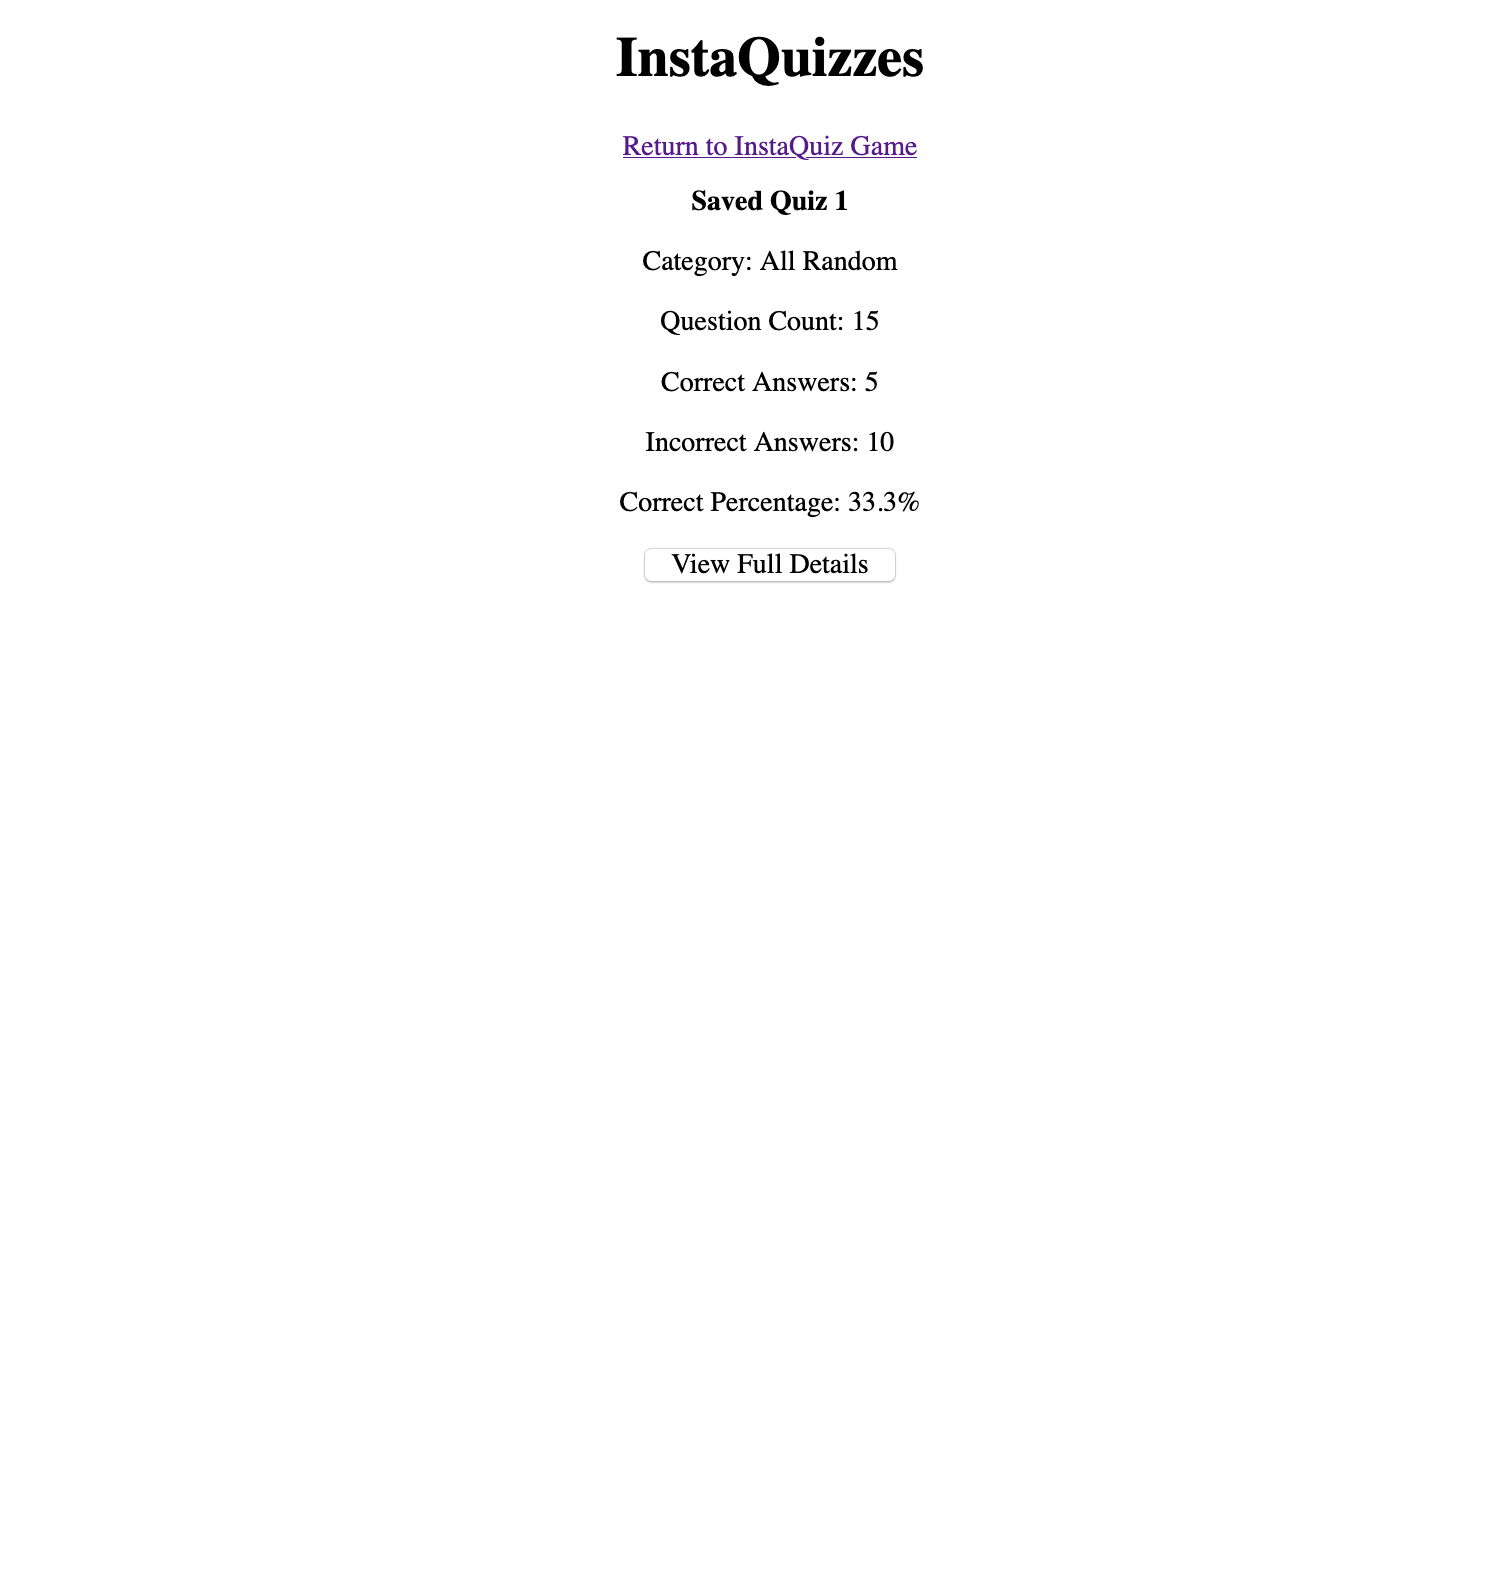 InstaQuizzes
Return to InstaQuiz Game
Saved Quiz 1
Category: All Random
Question Count: 15
Correct Answers: 5
Incorrect Answers: 10
Correct Percentage: 33.3%
View Full Details